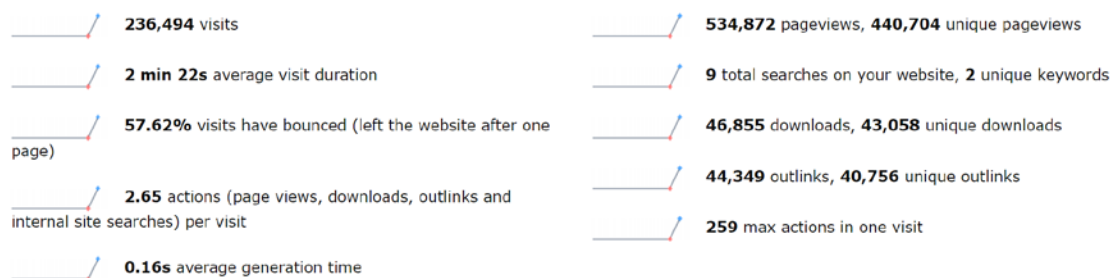 236,494 visits
2 min 22s average visit duration
57.62% visits have bounced (left the website after one
page)
2.65 actions (page views, downloads, outlinks and
internal site searches) per visit
0.16s average generation time
534,872 pageviews, 440,704 unique pageviews
9 total searches on your website, 2 unique keywords
46,855 downloads, 43,058 unique downloads
44,349 outlinks, 40,756 unique outlinks
259 max actions in one visit